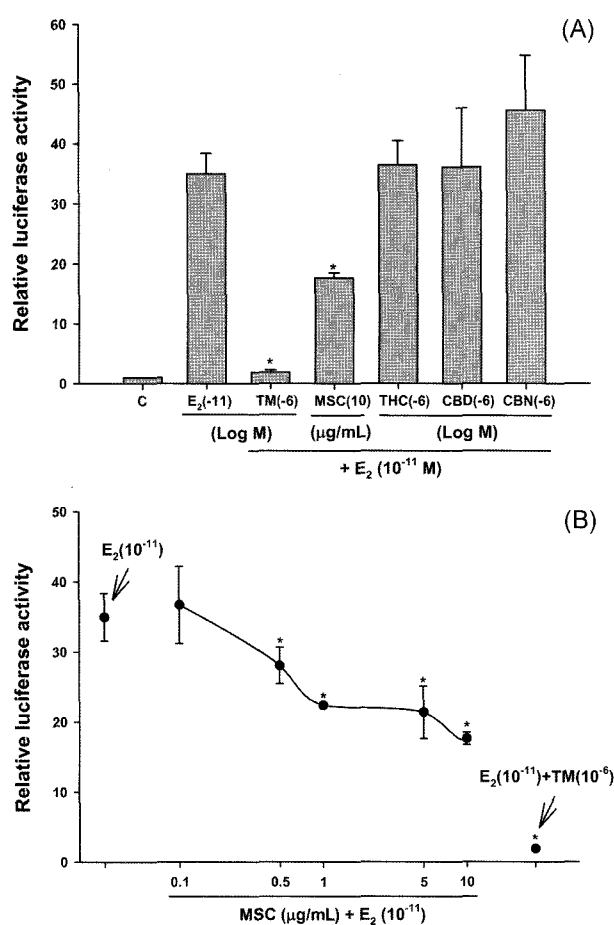 (A)
Relative luciferase activity
60
50
40
30
20
10
0
*
*
C E₂(-11) TM(-6) MSC(10) THC(-6) CBD(-6) CBN(-6)
(Log M) (μg/mL) (Log M)
+ E₂ (10⁻¹¹ M)
(B)
Relative luciferase activity
50
40
30
20
10
0
E₂(10⁻¹¹)
*
*
*
*
E₂(10⁻¹¹)+TM(10⁻⁶)
*
0.1 0.5 1 5 10
MSC (μg/mL) + E₂ (10⁻¹¹)